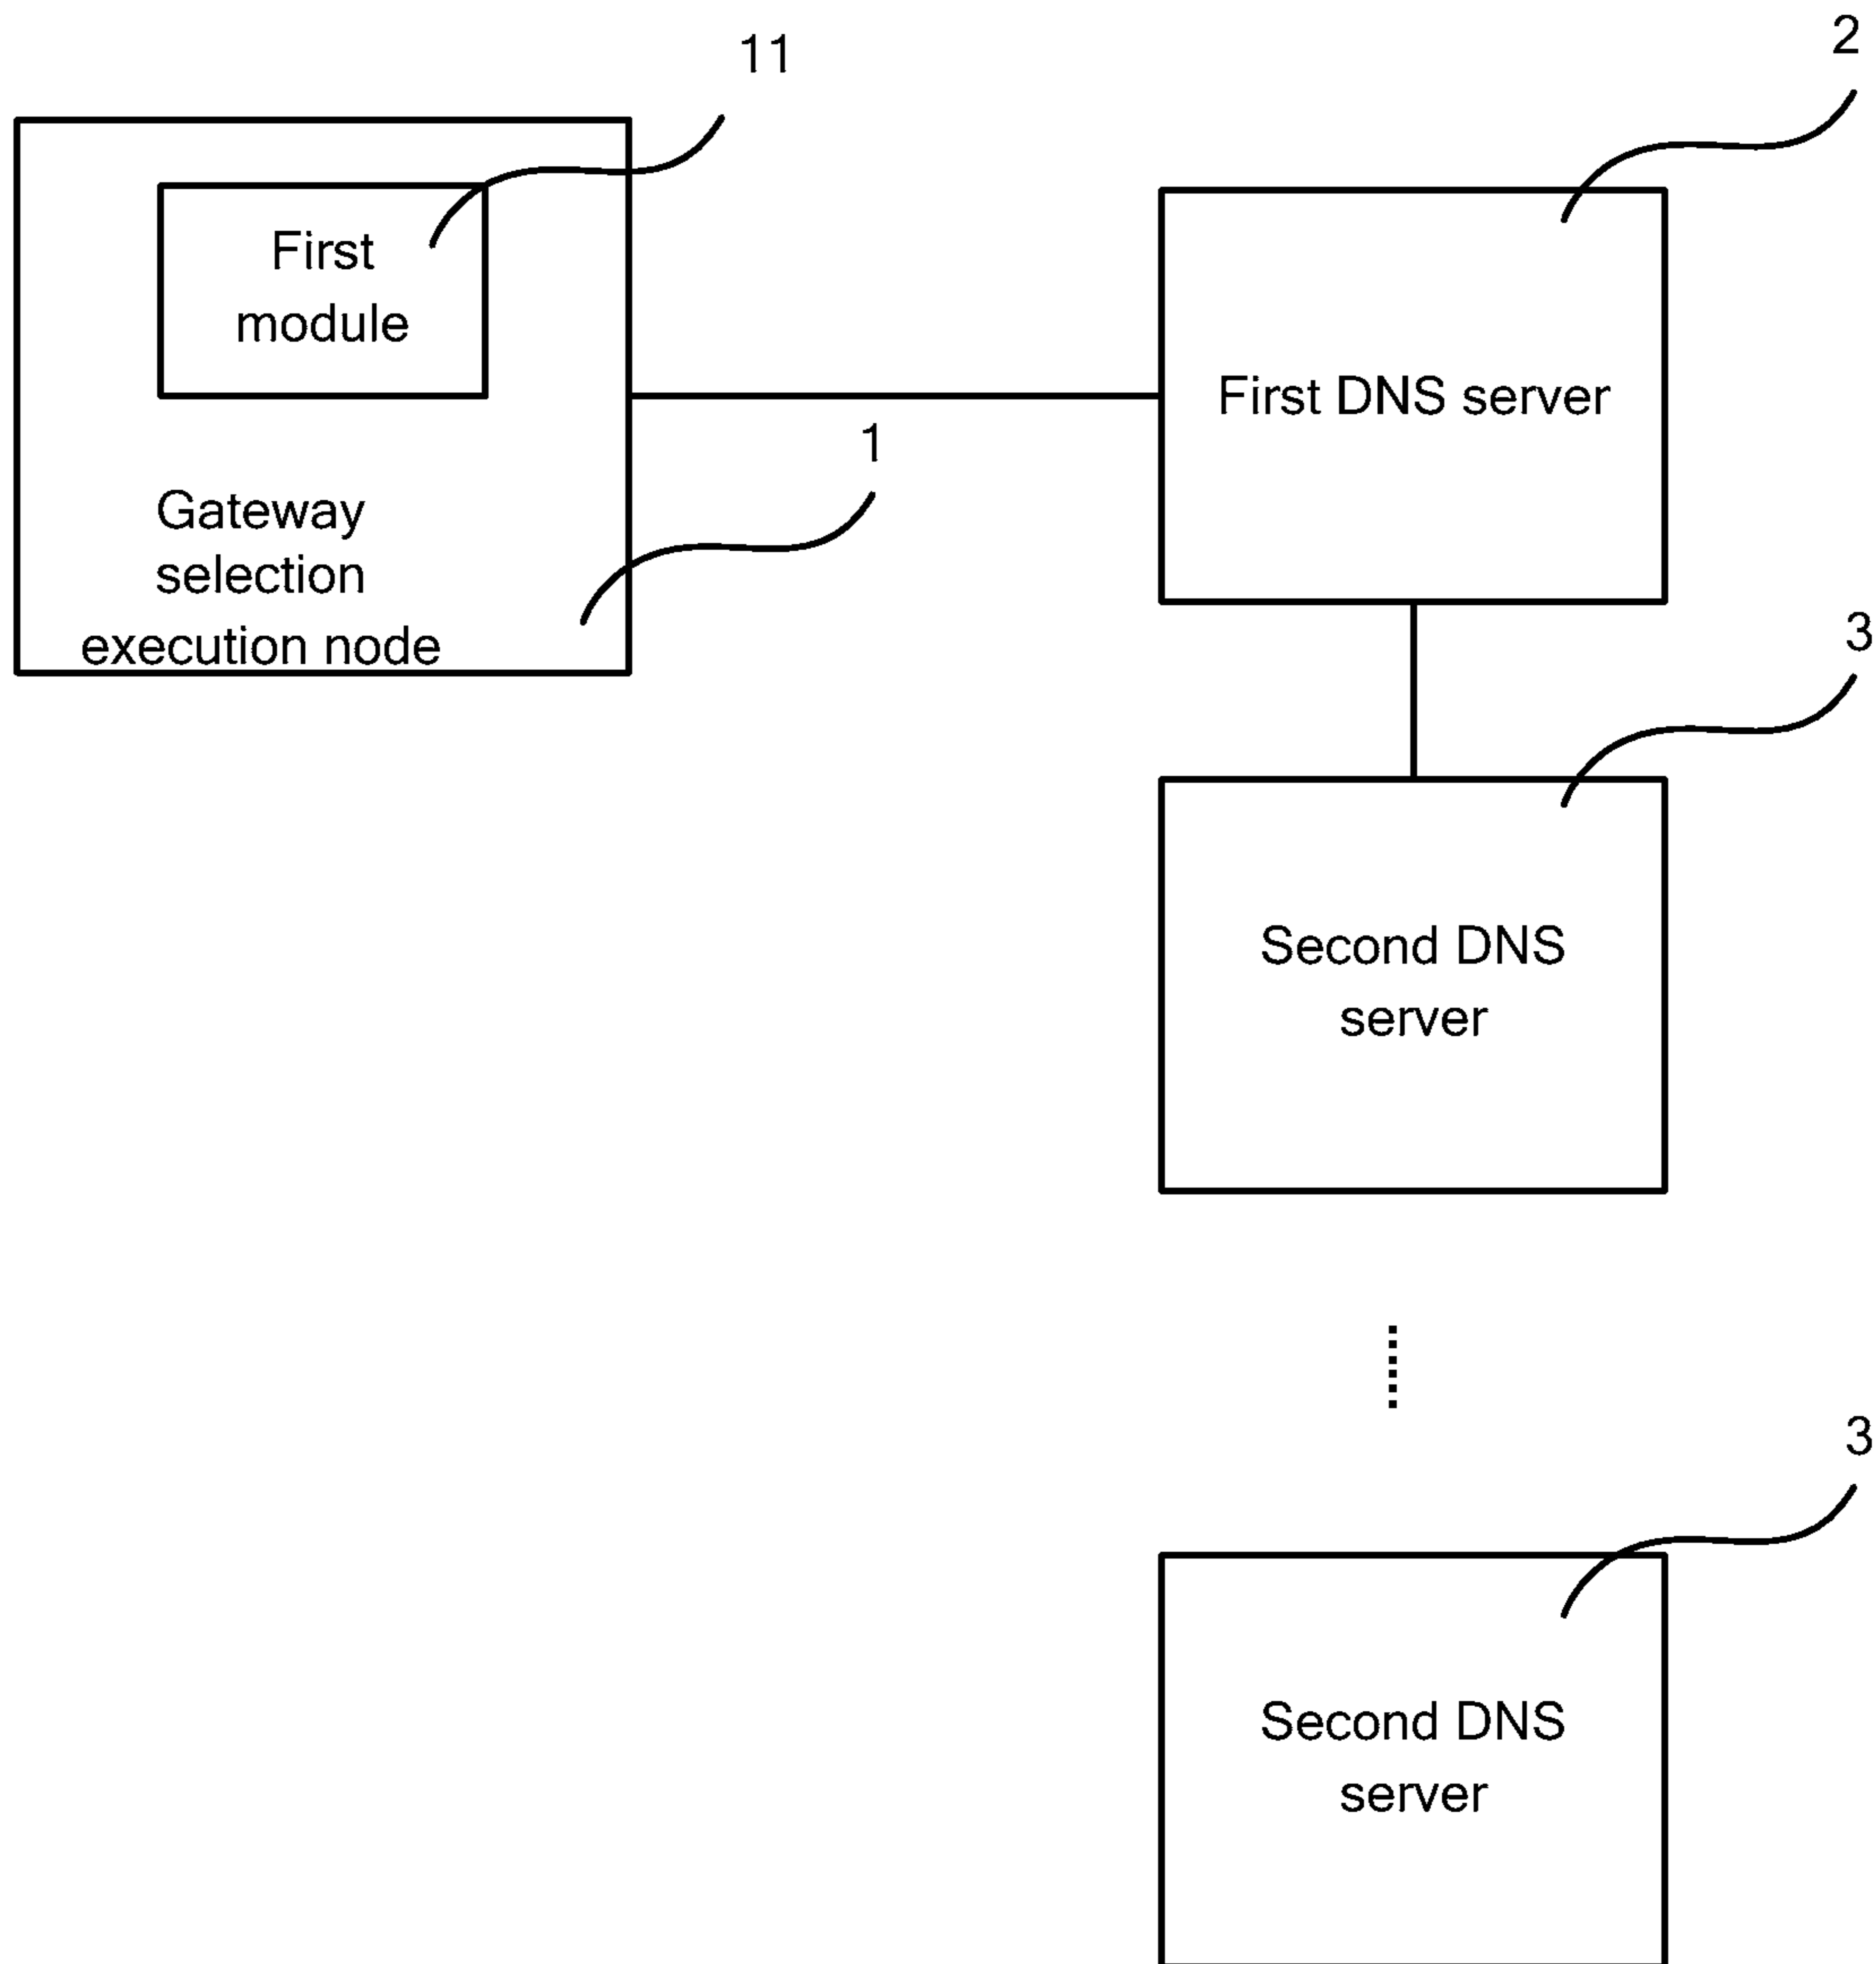 11
2
First
module
First DNS server
1
Gateway
selection
execution node
3
Second DNS
server
3
Second DNS
server